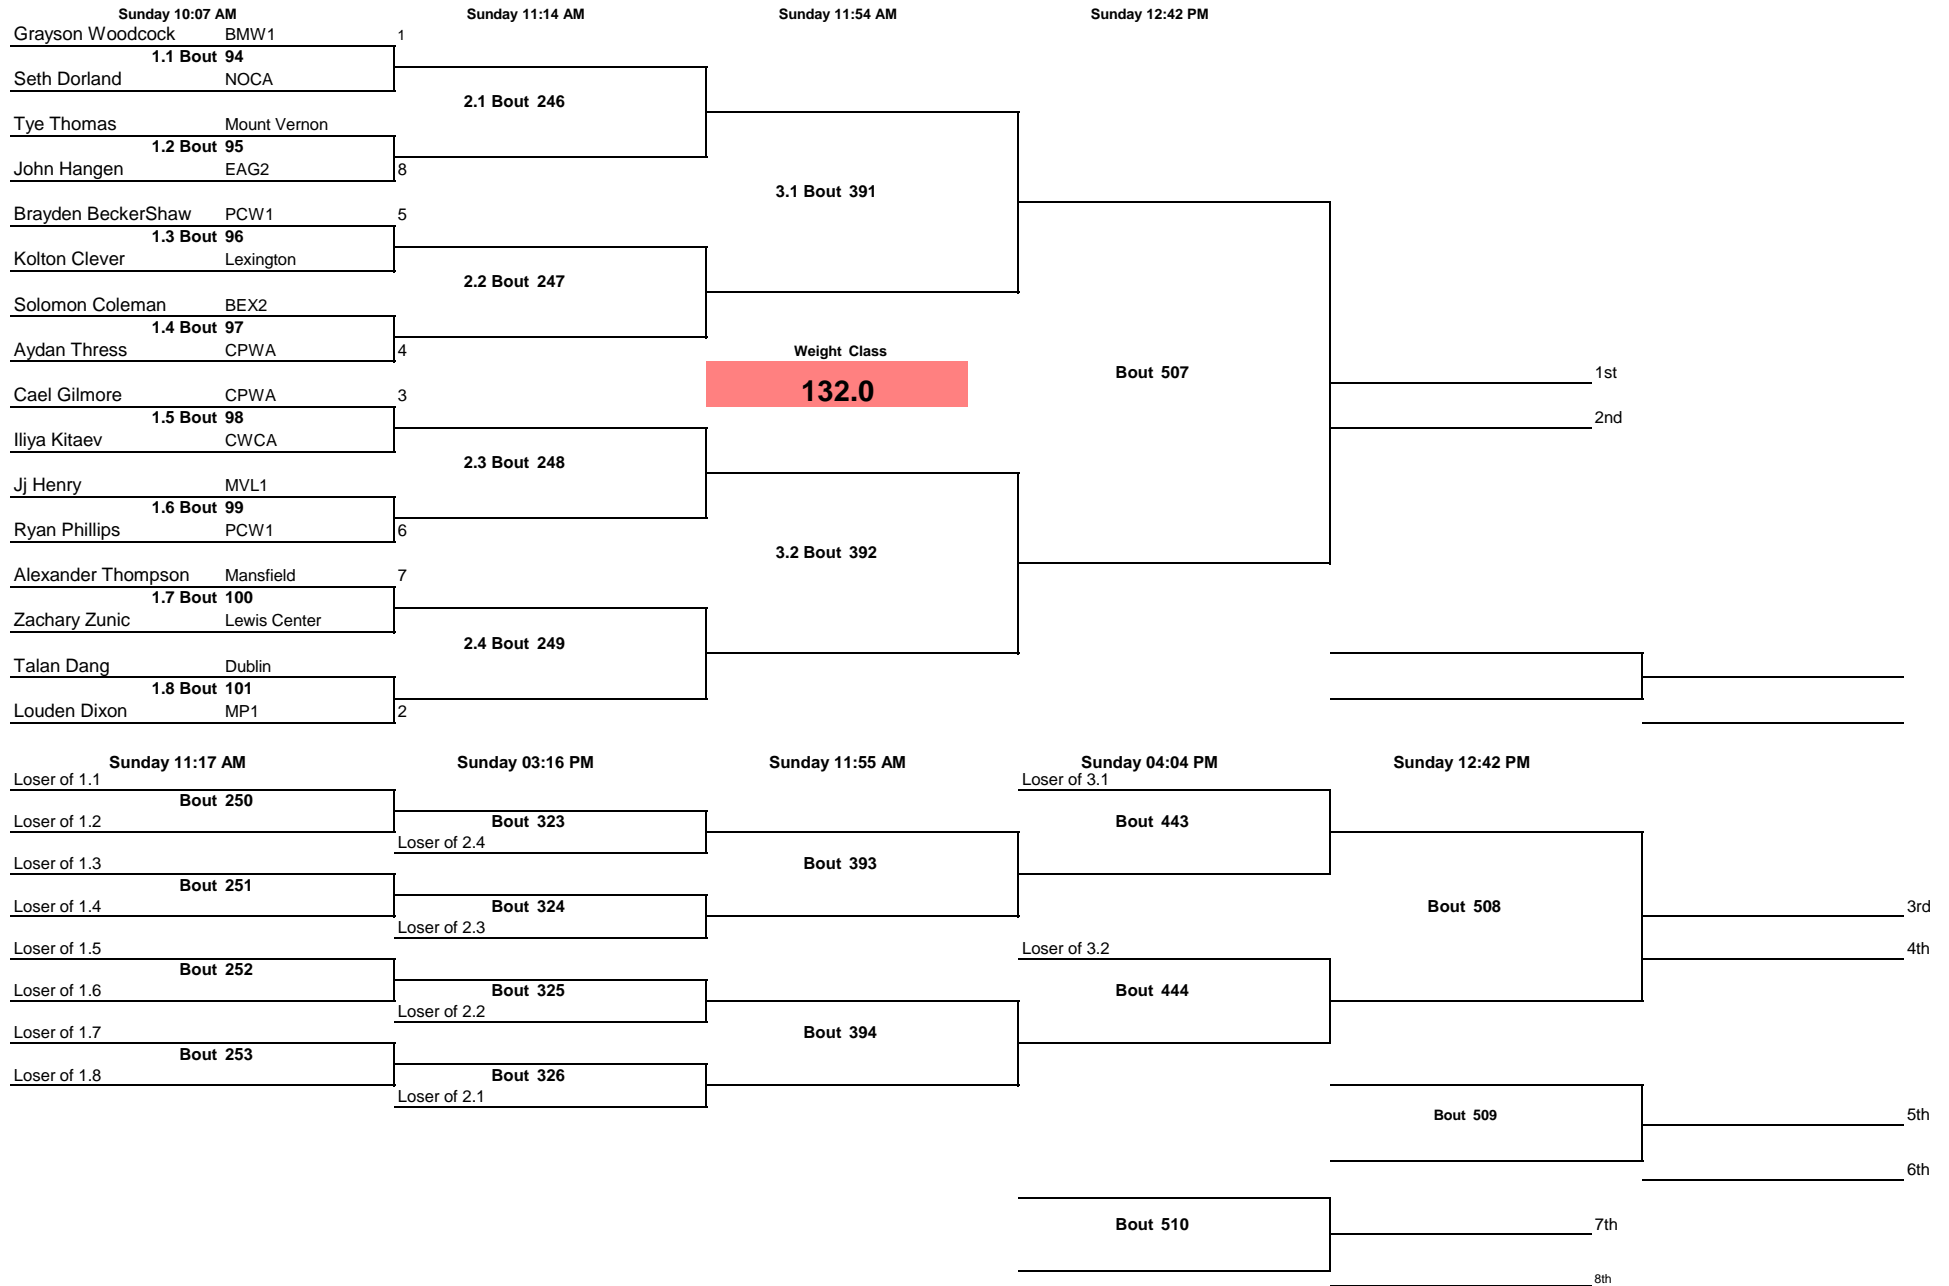 Sunday 10:07 AM Sunday 11:14 AM Sunday 11:54 AM Sunday 12:42 PM
Grayson Woodcock BMW1 1
1.1 Bout 94
Seth Dorland NOCA
2.1 Bout 246
Tye Thomas Mount Vernon
1.2 Bout 95
John Hangen EAG2 8
3.1 Bout 391
Brayden BeckerShaw PCW1 5
1.3 Bout 96
Kolton Clever Lexington
2.2 Bout 247
Solomon Coleman BEX2
1.4 Bout 97
Aydan Thress CPWA 4
Weight Class
Bout 507
1st
132.0
Cael Gilmore CPWA 3
2nd
1.5 Bout 98
Iliya Kitaev CWCA
2.3 Bout 248
Jj Henry MVL1
1.6 Bout 99
Ryan Phillips PCW1 6
3.2 Bout 392
Alexander Thompson Mansfield 7
1.7 Bout 100
Zachary Zunic Lewis Center
2.4 Bout 249
Talan Dang Dublin
1.8 Bout 101
Louden Dixon MP1 2
Sunday 11:17 AM Sunday 03:16 PM Sunday 11:55 AM Sunday 04:04 PM Sunday 12:42 PM
Loser of 1.1 Loser of 3.1
Bout 250
Loser of 1.2 Bout 323 Bout 443
Loser of 2.4
Loser of 1.3 Bout 393
Bout 251
Loser of 1.4 Bout 324 Bout 508 3rd
Loser of 2.3
Loser of 1.5 Loser of 3.2 4th
Bout 252
Loser of 1.6 Bout 325 Bout 444
Loser of 2.2
Loser of 1.7 Bout 394
Bout 253
Loser of 1.8 Bout 326
Loser of 2.1
Bout 509 5th
6th
Bout 510 7th
8th